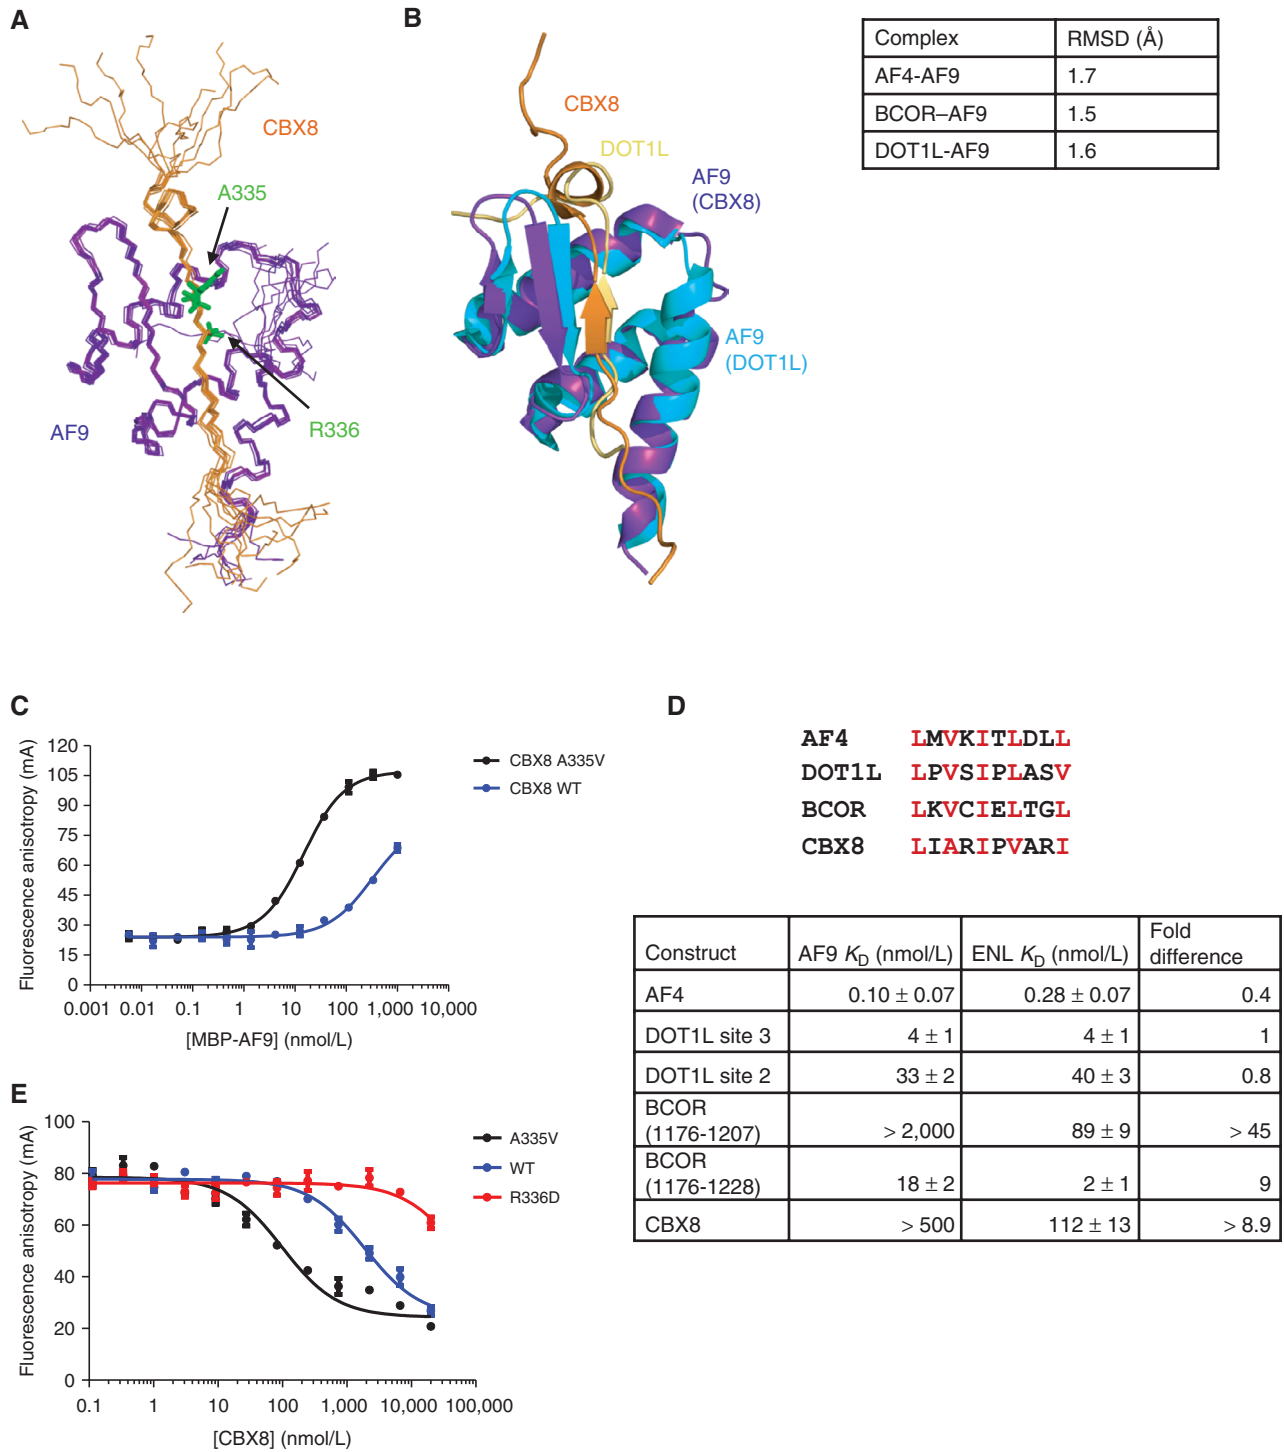 A
CBX8
A335
AF9
R336
B
CBX8
DOT1L
AF9
(CBX8)
AF9
(DOT1L)
Complex RMSD (Å)
AF4-AF9 1.7
BCOR–AF9 1.5
DOT1L-AF9 1.6
C
Fluorescence anisotropy (mA)
120
105
90
75
60
45
30
15
0
0.001 0.01 0.1 1 10 100 1,000 10,000
[MBP-AF9] (nmol/L)
CBX8 A335V
CBX8 WT
D
AF4 LMVKITLDLL
DOT1L LPVSIPLASV
BCOR LKVCIELTGL
CBX8 LIARIPVARI
Construct AF9 KD (nmol/L) ENL KD (nmol/L) Fold
difference
AF4 0.10 ± 0.07 0.28 ± 0.07 0.4
DOT1L site 3 4 ± 1 4 ± 1 1
DOT1L site 2 33 ± 2 40 ± 3 0.8
BCOR
(1176-1207) > 2,000 89 ± 9 > 45
BCOR
(1176-1228) 18 ± 2 2 ± 1 9
CBX8 > 500 112 ± 13 > 8.9
E
Fluorescence anisotropy (mA)
100
80
60
40
20
0
0.1 1 10 100 1,000 10,000 100,000
[CBX8] (nmol/L)
A335V
WT
R336D